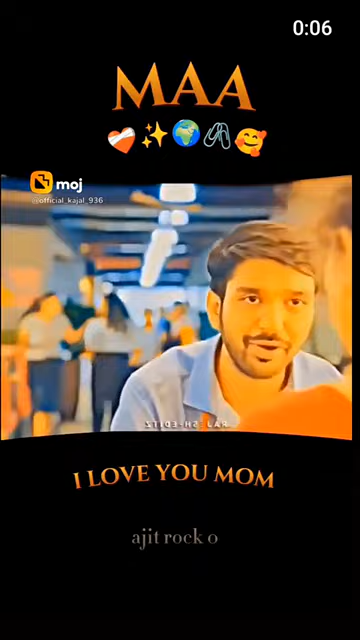 0:06
MAA
moj
@official_kajal_936
I LOVE YOU MOM
ajit rock o